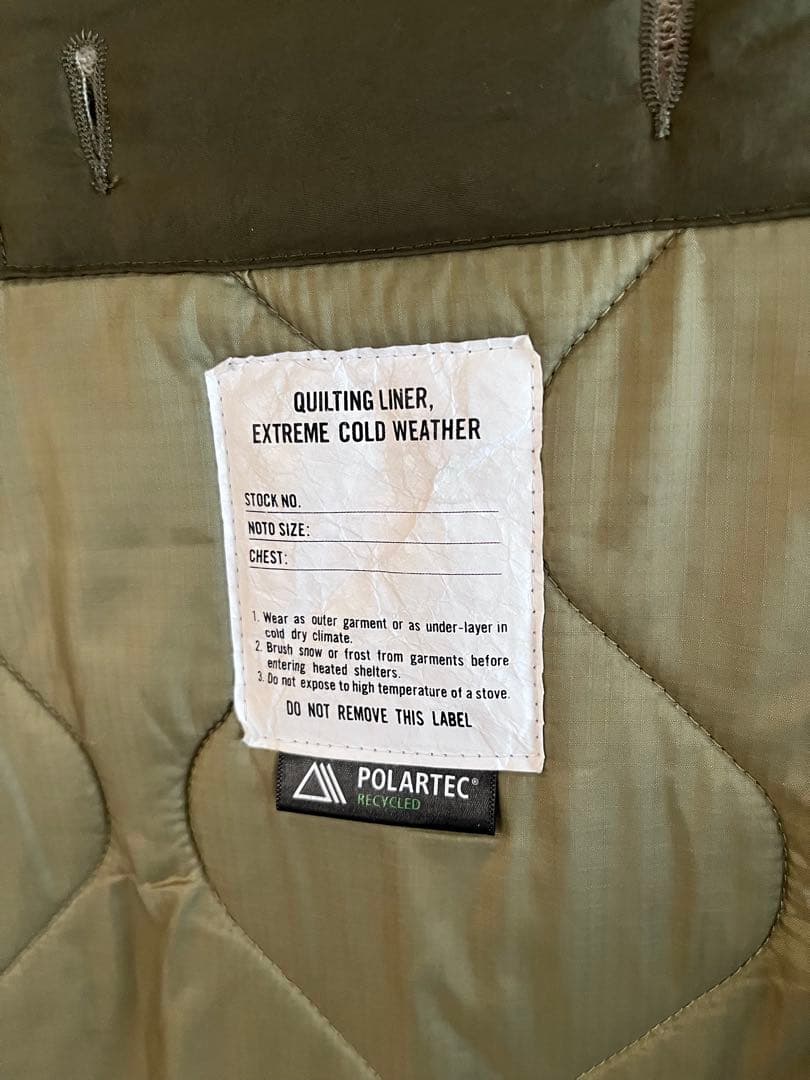 QUILTING LINER,
EXTREME COLD WEATHER
STOCK NO.
NOTO SIZE:
CHEST:
1. Wear as outer garment or as under-layer in
cold dry climate.
2. Brush snow or frost from garments before
entering heated shelters.
3. Do not expose to high temperature of a stove.
DO NOT REMOVE THIS LABEL
POLARTEC®
RECYCLED